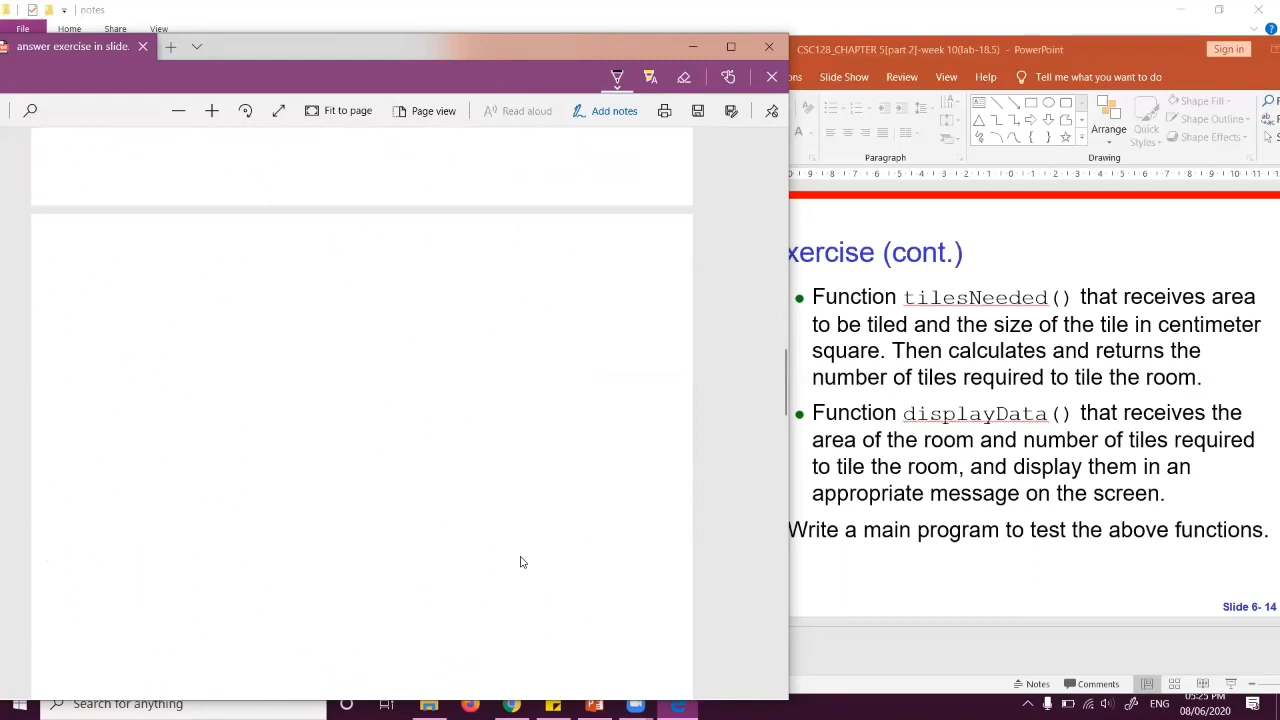 notes
File Home Share View
answer exercise in slide.
CSC128_CHAPTER 5[part 2]-week 10(lab-18.5) - PowerPoint
Sign in
Slide Show Review View Help Tell me what you want to do
Fit to page Page view Read aloud Add notes
Arrange
Quick
Styles
Shape Fill
Shape Outline
Shape Effects
Paragraph Drawing
xercise (cont.)
Function tilesNeeded() that receives area
to be tiled and the size of the tile in centimeter
square. Then calculates and returns the
number of tiles required to tile the room.
Function displayData() that receives the
area of the room and number of tiles required
to tile the room, and display them in an
appropriate message on the screen.
Write a main program to test the above functions.
Slide 6- 14
Notes Comments
Search for anything
ENG
05:25 PM
08/06/2020